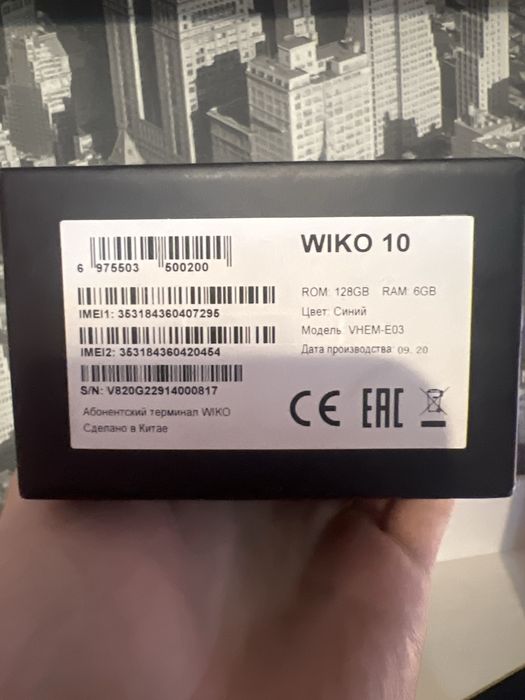 6 975503 500200
IMEI1: 353184360407295
IMEI2: 353184360420454
S/N: V820G22914000817
Абонентский терминал WIKO
Сделано в Китае
WIKO 10
ROM: 128GB RAM: 6GB
Цвет: Синий
Модель: VHEM-E03
Дата производства: 09. 20
CE EAC